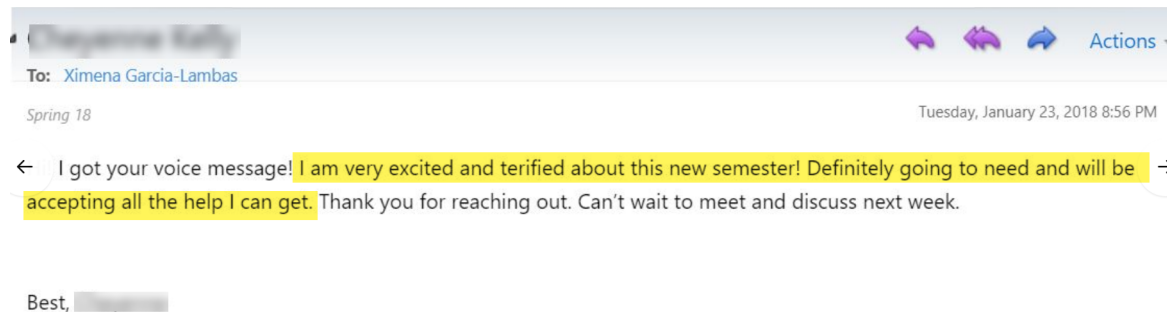 Actions
To: Ximena Garcia-Lambas
Spring 18
Tuesday, January 23, 2018 8:56 PM
I got your voice message! I am very excited and terified about this new semester! Definitely going to need and will be
accepting all the help I can get. Thank you for reaching out. Can't wait to meet and discuss next week.
Best,